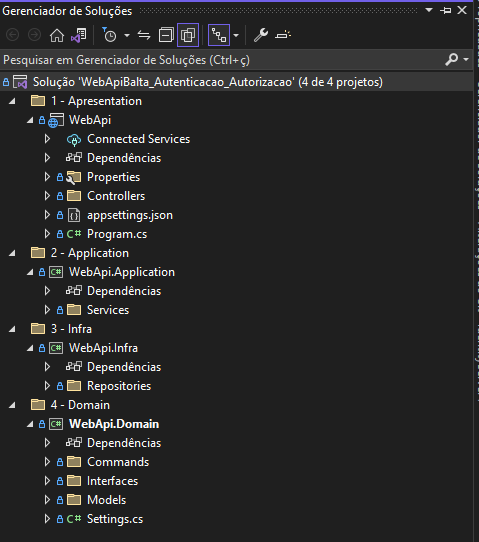 Gerenciador de Soluções
Pesquisar em Gerenciador de Soluções (Ctrl+ç)
Solução 'WebApiBalta_Autenticacao_Autorizacao' (4 de 4 projetos)
1 - Apresentation
WebApi
Connected Services
Dependências
Properties
Controllers
appsettings.json
C# Program.cs
2 - Application
C# WebApi.Application
Dependências
Services
3 - Infra
C# WebApi.Infra
Dependências
Repositories
4 - Domain
C# WebApi.Domain
Dependências
Commands
Interfaces
Models
C# Settings.cs